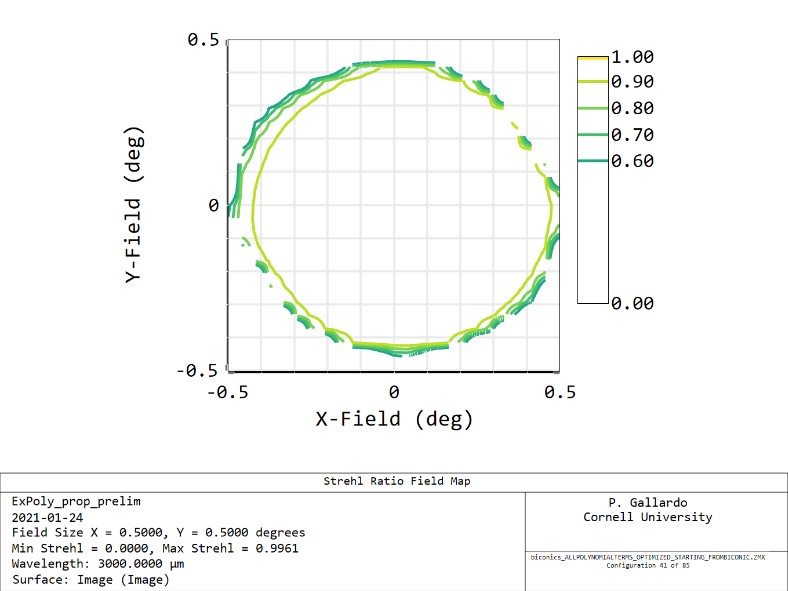 0.5
0
-0.5
-0.5
0
0.5
Y-Field (deg)
X-Field (deg)
1.00
0.90
0.80
0.70
0.60
0.00
Strehl Ratio Field Map
ExPoly_prop_prelim
2021-01-24
Field Size X = 0.5000, Y = 0.5000 degrees
Min Strehl = 0.0000, Max Strehl = 0.9961
Wavelength: 3000.0000 µm
Surface: Image (Image)
P. Gallardo
Cornell University
biconics_ALLPOLYNOMIALTERMS_OPTIMIZED_STARTING_FROMBICONIC.ZMX
Configuration 41 of 85